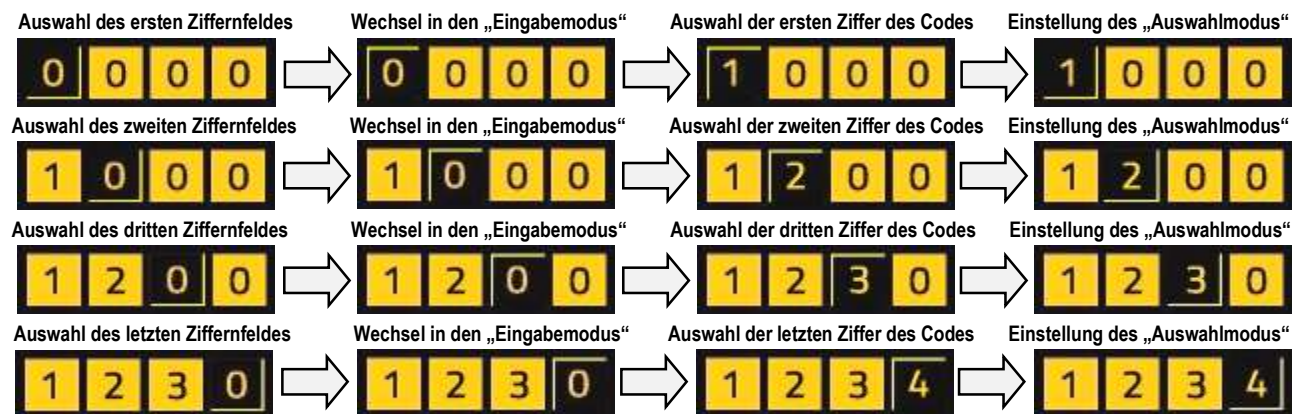 Auswahl des ersten Ziffernfeldes Wechsel in den „Eingabemodus“ Auswahl der ersten Ziffer des Codes Einstellung des „Auswahlmodus“
0 0 0 0 0 0 0 0 1 0 0 0 1 0 0 0
Auswahl des zweiten Ziffernfeldes Wechsel in den „Eingabemodus“ Auswahl der zweiten Ziffer des Codes Einstellung des „Auswahlmodus“
1 0 0 0 1 0 0 0 1 2 0 0 1 2 0 0
Auswahl des dritten Ziffernfeldes Wechsel in den „Eingabemodus“ Auswahl der dritten Ziffer des Codes Einstellung des „Auswahlmodus“
1 2 0 0 1 2 0 0 1 2 3 0 1 2 3 0
Auswahl des letzten Ziffernfeldes Wechsel in den „Eingabemodus“ Auswahl der letzten Ziffer des Codes Einstellung des „Auswahlmodus“
1 2 3 0 1 2 3 0 1 2 3 4 1 2 3 4